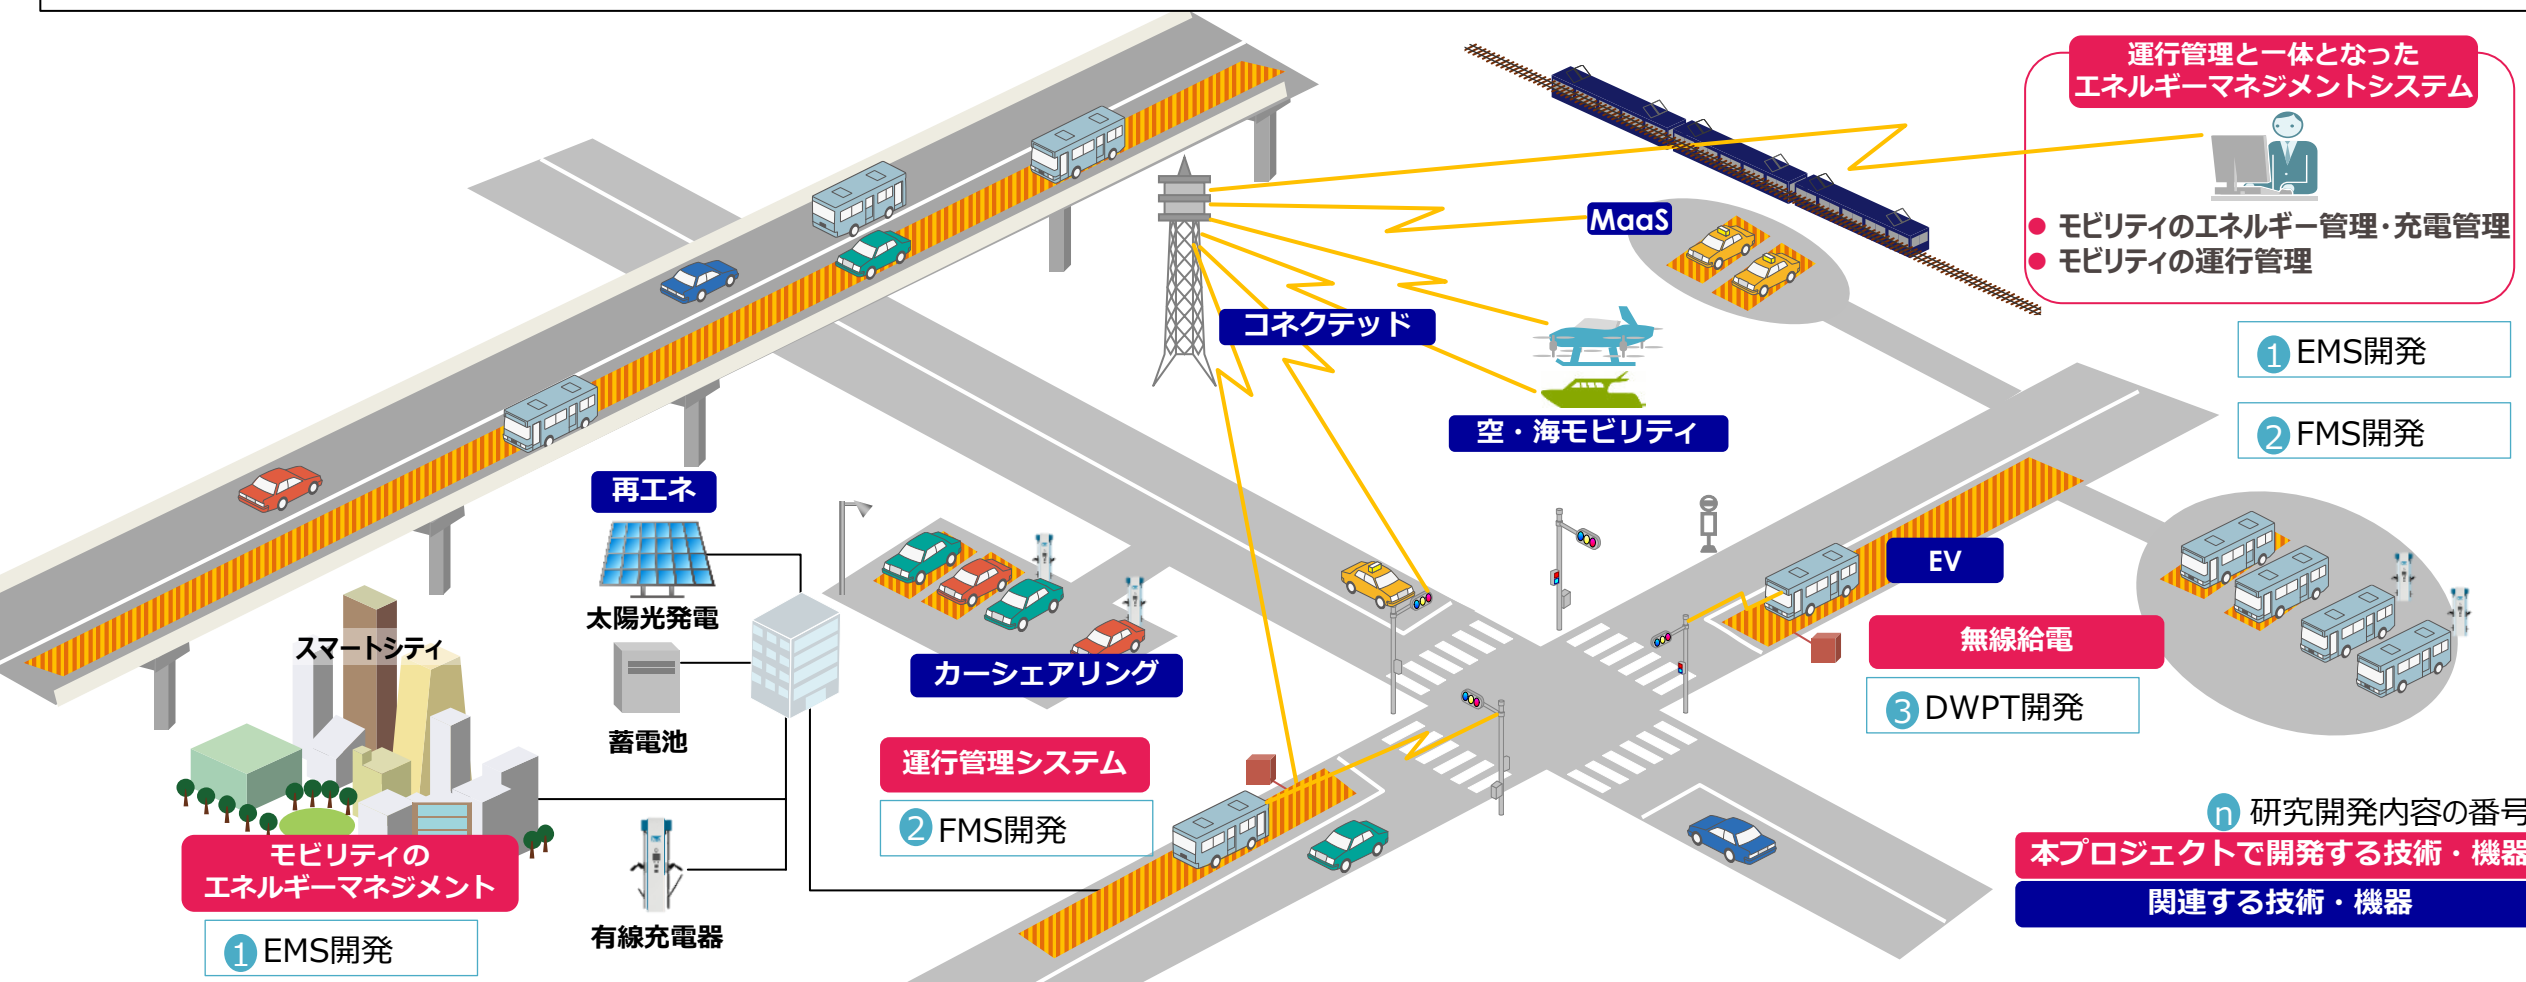 運行管理と一体となった
エネルギーマネジメントシステム
● モビリティのエネルギー管理・充電管理
● モビリティの運行管理
MaaS
コネクテッド
空・海モビリティ
1 EMS開発
2 FMS開発
再エネ
太陽光発電
スマートシティ
蓄電池
カーシェアリング
EV
無線給電
3 DWPT開発
運行管理システム
2 FMS開発
モビリティの
エネルギーマネジメント
1 EMS開発
有線充電器
n 研究開発内容の番号
本プロジェクトで開発する技術・機器
関連する技術・機器